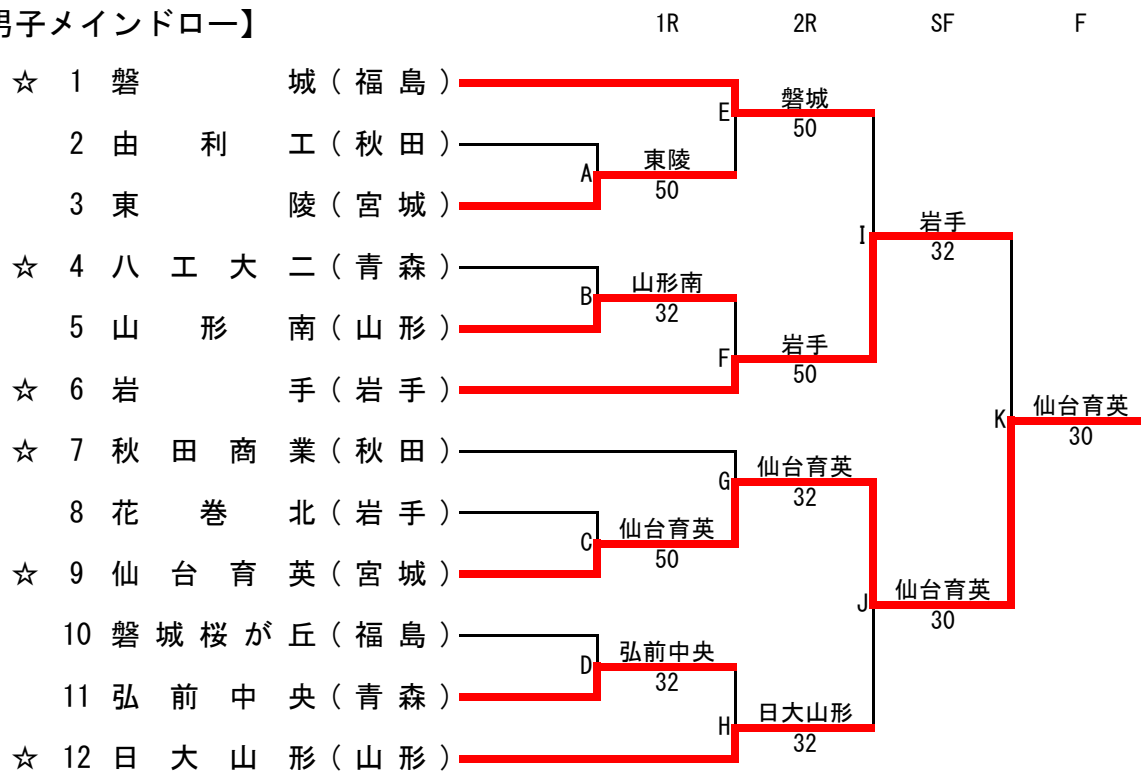 男子メインドロー】 1R 2R SF F
☆ 1 磐城(福島)
E 磐城
50
2 由利工(秋田)
A 東陵
50
3 東陵(宮城)
I 岩手
32
☆ 4 八工大二(青森)
B 山形南
32
5 山形南(山形)
F 岩手
50
☆ 6 岩手(岩手)
K 仙台育英
30
☆ 7 秋田商業(秋田)
G 仙台育英
32
8 花巻北(岩手)
C 仙台育英
50
☆ 9 仙台育英(宮城)
J 仙台育英
30
10 磐城桜が丘(福島)
D 弘前中央
32
11 弘前中央(青森)
H 日大山形
32
☆ 12 日大山形(山形)